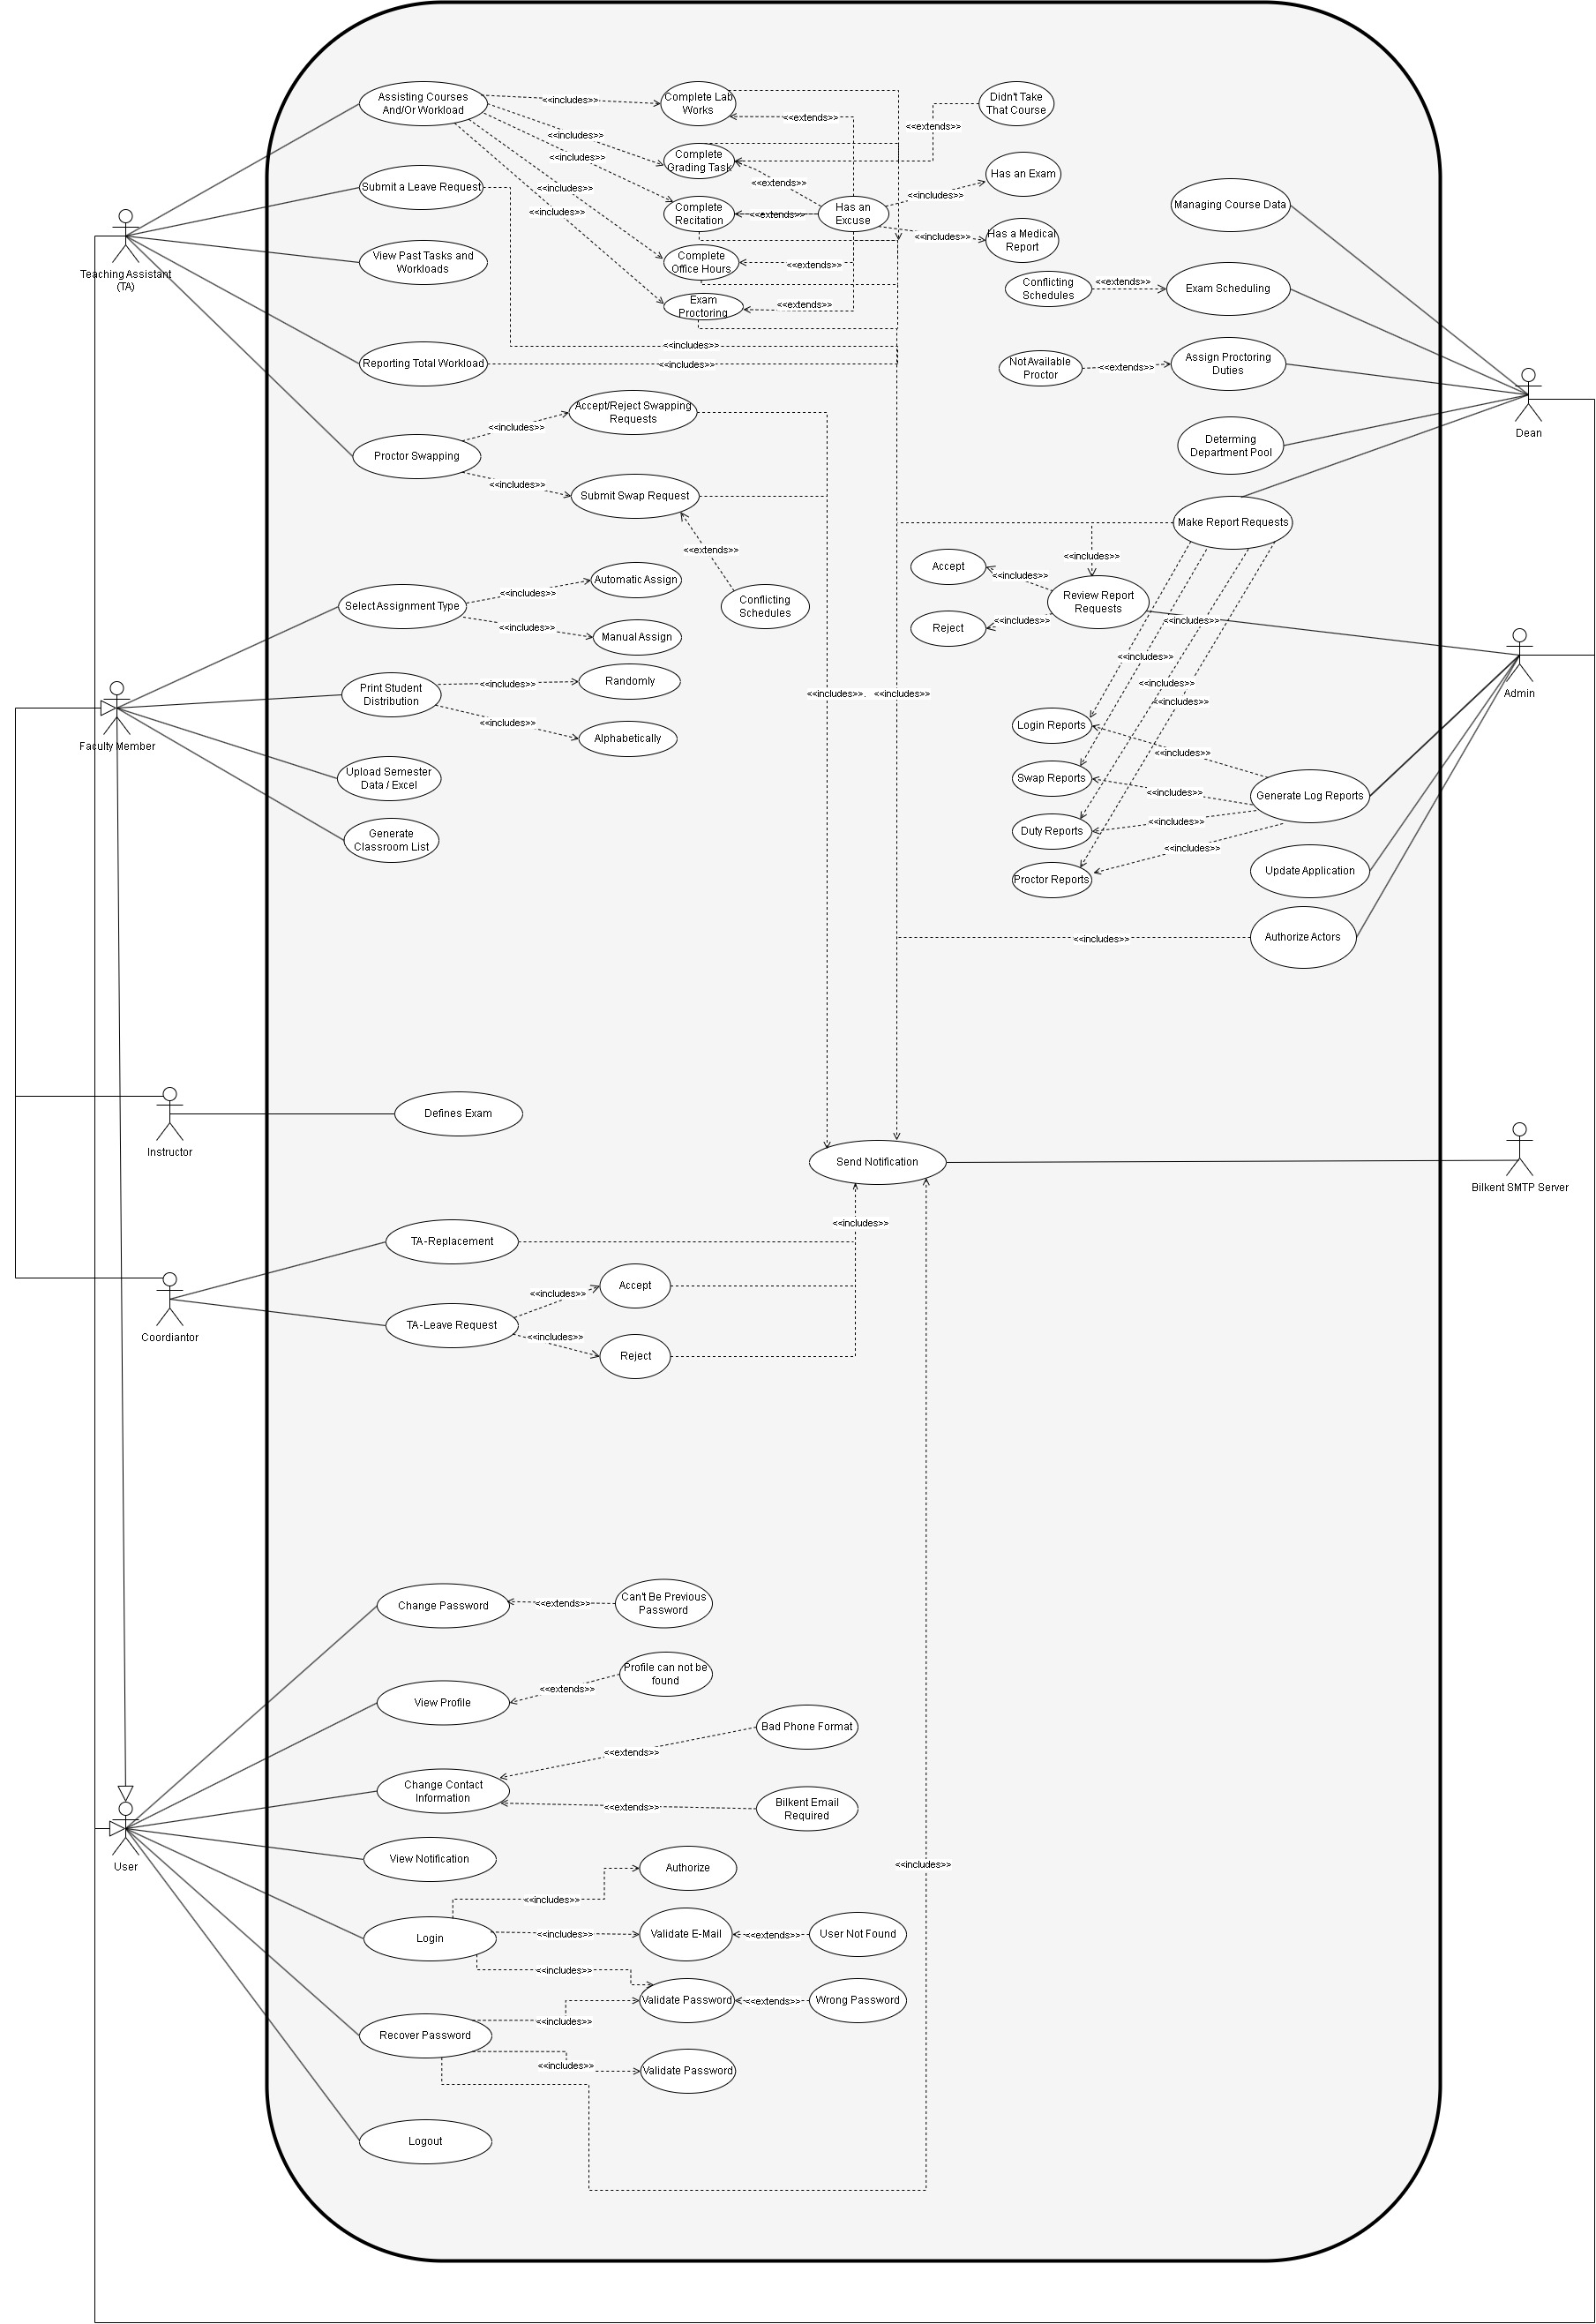 Assisting Courses
And/Or Workload
<<includes>>
Complete Lab
Works
<<extends>>
Didn't Take
That Course
<<extends>>
<<includes>>
<<includes>>
Complete
Grading Task
<<extends>>
Has an Exam
<<includes>>
Submit a Leave Request
<<includes>>
<<includes>>
Complete
Recitation
<<extends>>
Has an
Excuse
Managing Course Data
<<includes>>
Has a Medical
Report
Teaching Assistant
(TA)
View Past Tasks and
Workloads
Complete
Office Hours
<<extends>>
Conflicting
Schedules
<<extends>>
Exam Scheduling
Exam
Proctoring
<<extends>>
<<includes>>
Reporting Total Workload
<<includes>>
Not Available
Proctor
<<extends>>
Assign Proctoring
Duties
Accept/Reject Swapping
Requests
<<includes>>
Dean
Proctor Swapping
Determing
Department Pool
<<includes>>
Submit Swap Request
Make Report Requests
<<extends>>
<<includes>>
Accept
<<includes>>
Automatic Assign
<<includes>>
Select Assignment Type
Conflicting
Schedules
Review Report
Requests
Reject
<<includes>>
<<includes>>
<<includes>>
Manual Assign
<<includes>>
Print Student
Distribution
<<includes>>
Randomly
<<includes>>
<<includes>>
<<includes>>
<<includes>>
Admin
<<includes>>
Alphabetically
Login Reports
Faculty Member
<<includes>>
Upload Semester
Data / Excel
Swap Reports
<<includes>>
Generate Log Reports
Generate
Classroom List
Duty Reports
<<includes>>
<<includes>>
Proctor Reports
Update Application
<<includes>>
Authorize Actors
Defines Exam
Instructor
Send Notification
Bilkent SMTP Server
<<includes>>
TA-Replacement
<<includes>>
Accept
Coordiantor
TA-Leave Request
<<includes>>
Reject
Change Password
<<extends>>
Can't Be Previous
Password
Profile can not be
found
<<extends>>
View Profile
Bad Phone Format
<<extends>>
Change Contact
Information
<<extends>>
Bilkent Email
Required
User
View Notification
Authorize
<<includes>>
<<includes>>
Login
<<includes>>
Validate E-Mail
<<extends>>
User Not Found
<<includes>>
Validate Password
<<extends>>
Wrong Password
Recover Password
<<includes>>
<<includes>>
Validate Password
Logout